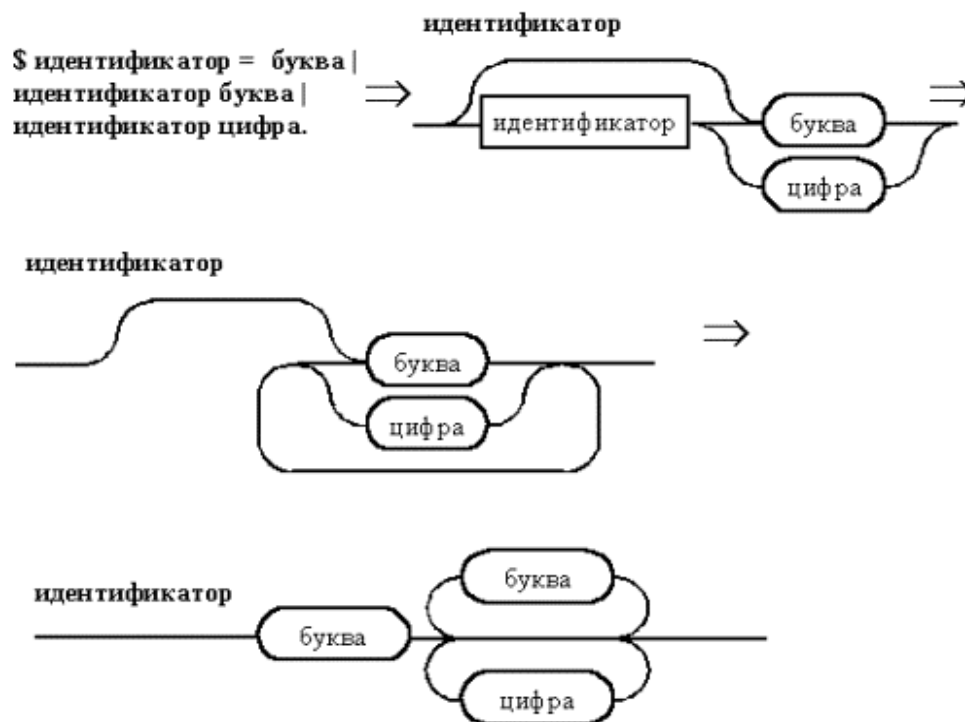 идентификатор
$ идентификатор = буква |
идентификатор буква |
идентификатор цифра.
⇒
идентификатор
буква
цифра
⇒
идентификатор
буква
цифра
⇒
идентификатор
буква
буква
цифра